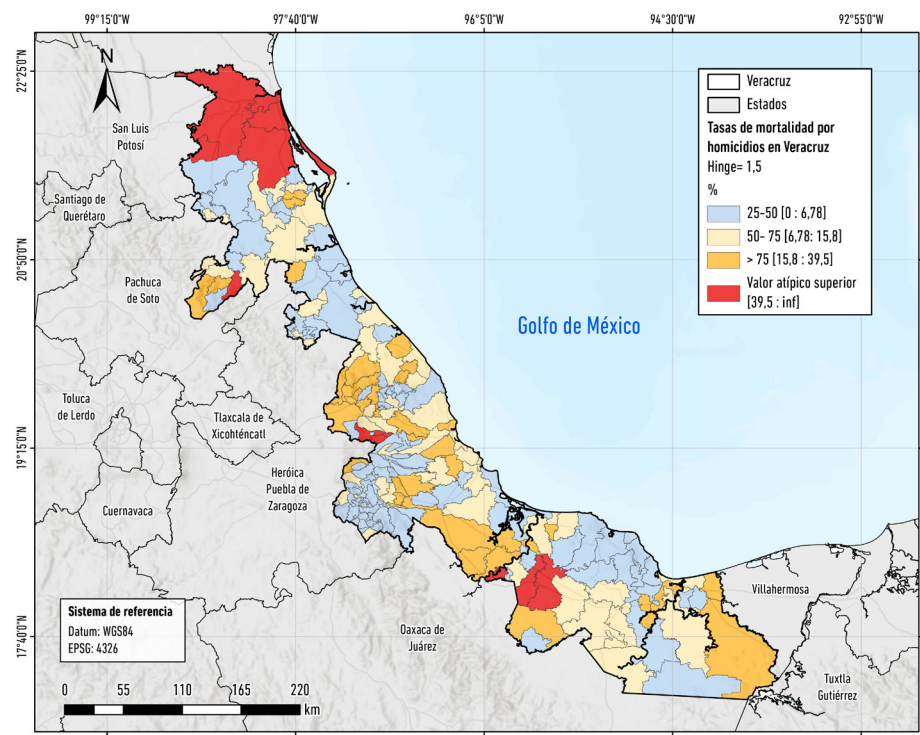 99°15'0"W 97°40'0"W 96°5'0"W 94°30'0"W 92°55'0"W
22°25'0"N
20°50'0"N
19°15'0"N
17°40'0"N
N
San Luis
Potosí
Santiago de
Querétaro
Pachuca
de Soto
Toluca
de Lerdo
Tlaxcala de
Xicohténcatl
Cuernavaca
Heróica
Puebla de
Zaragoza
Oaxaca de
Juárez
Villahermosa
Tuxtla
Gutiérrez
Golfo de México
Veracruz
Estados
Tasas de mortalidad por
homicidios en Veracruz
Hinge= 1,5
%
25-50 [0 : 6,78]
50- 75 [6,78: 15,8]
> 75 [15,8 : 39,5]
Valor atípico superior
[39,5 : inf]
Sistema de referencia
Datum: WGS84
EPSG: 4326
0 55 110 165 220
km